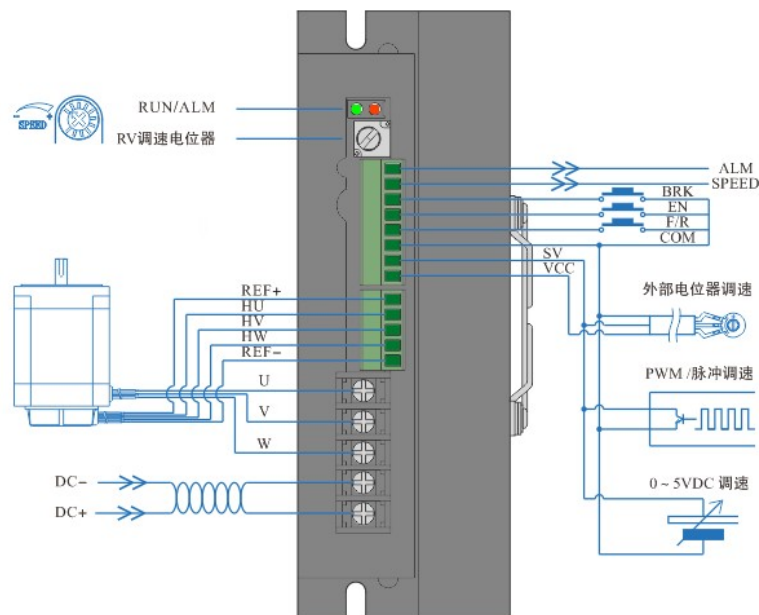 RUN/ALM
SPEED
RV调速电位器
ALM
SPEED
BRK
EN
F/R
COM
SV
VCC
外部电位器调速
REF+
HU
HV
HW
REF-
PWM/脉冲调速
U
V
W
0~5VDC 调速
DC-
DC+